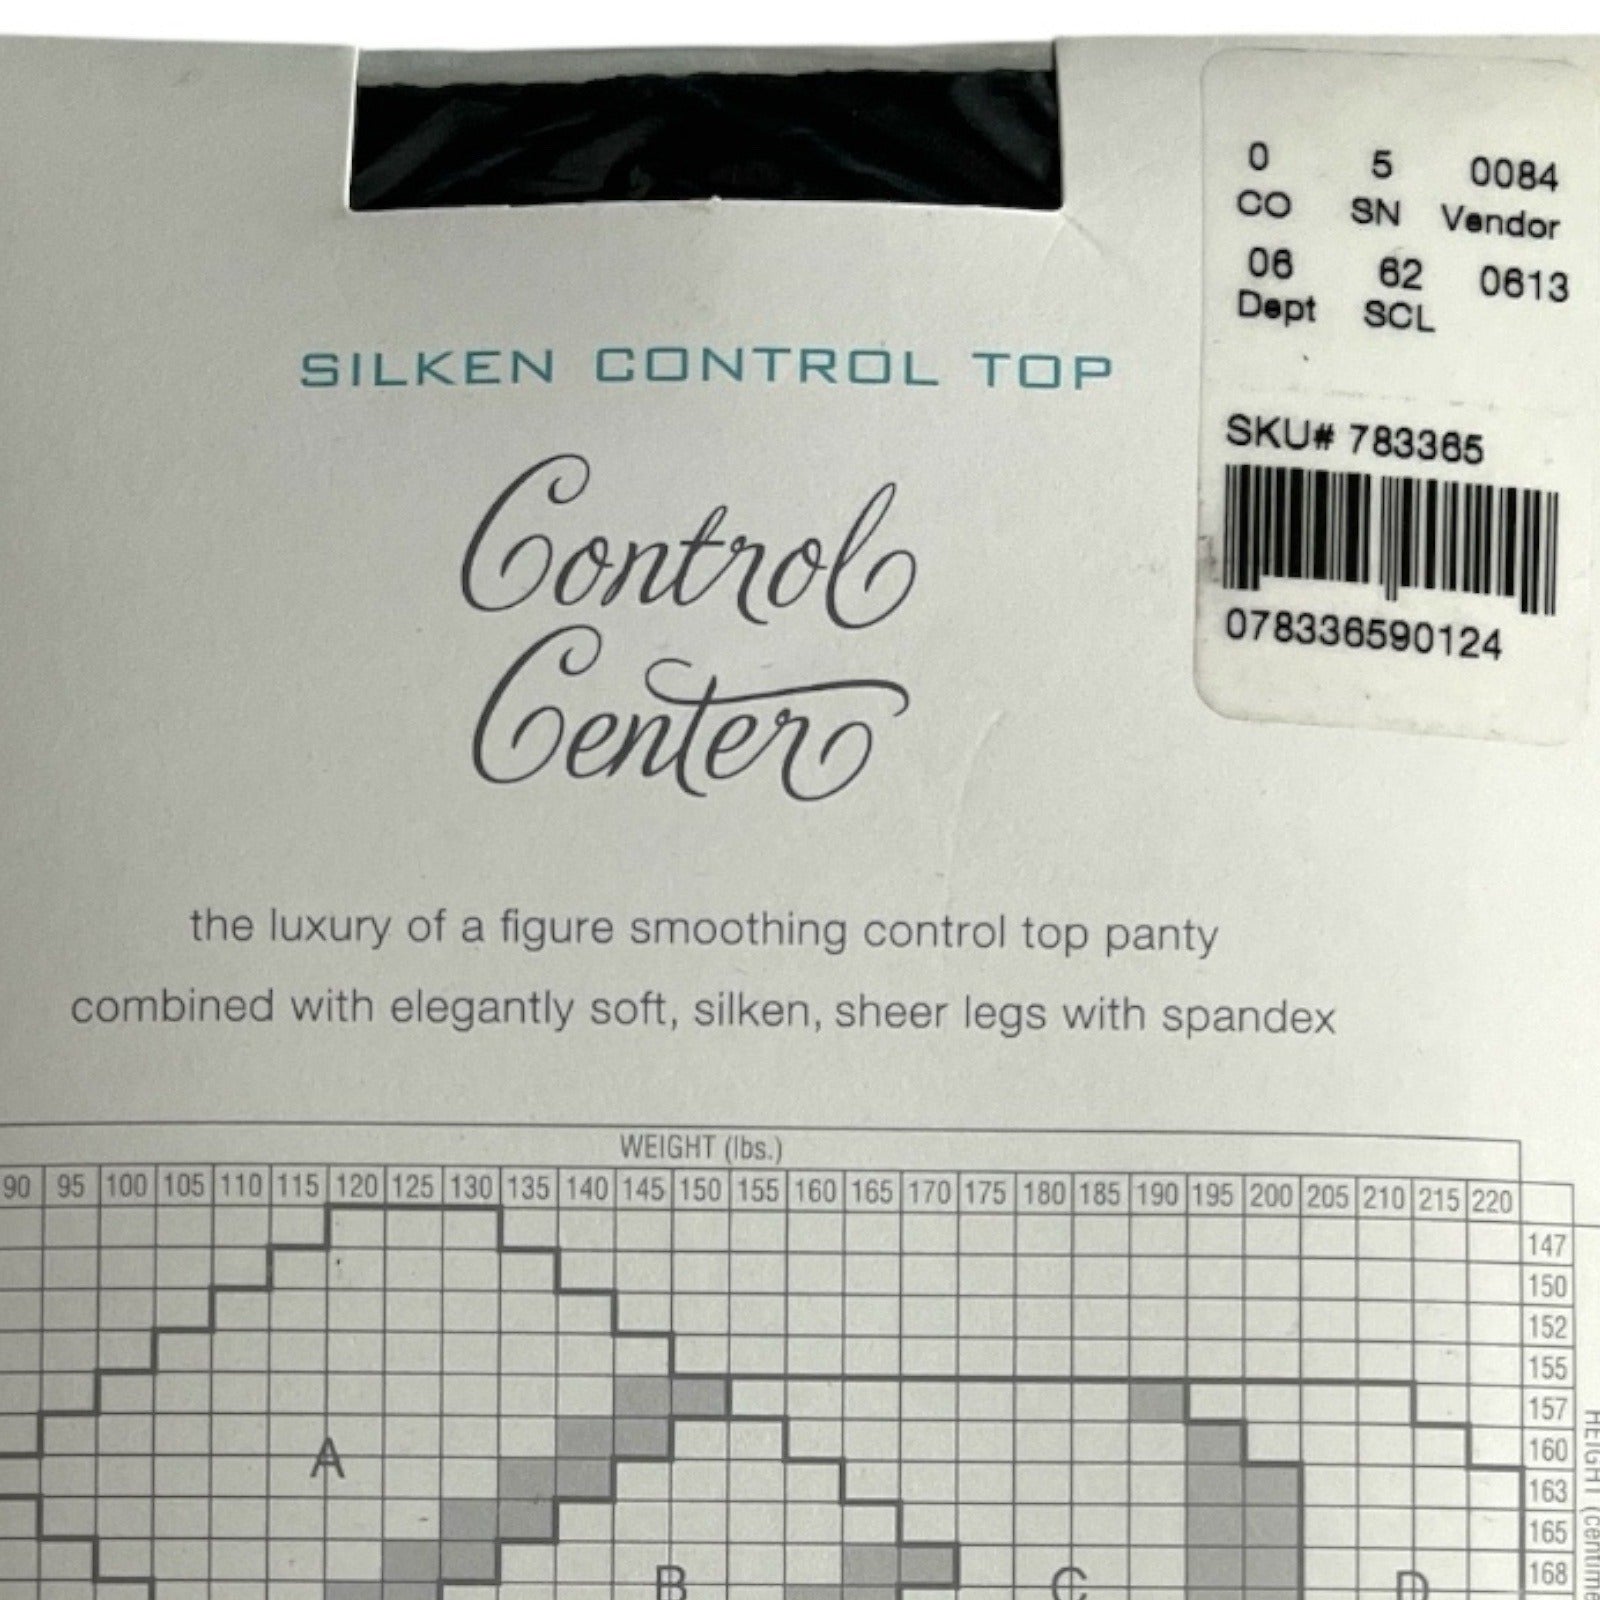 0 5 0084
CO SN Vendor
06 62 0613
Dept SCL
SKU# 783365
078336590124
SILKEN CONTROL TOP
Control
Center
the luxury of a figure smoothing control top panty
combined with elegantly soft, silken, sheer legs with spandex
WEIGHT (lbs.)
90 95 100 105 110 115 120 125 130 135 140 145 150 155 160 165 170 175 180 185 190 195 200 205 210 215 220
147
150
152
155
157
160
163
165
168
HEIGHT
A
B
C
D